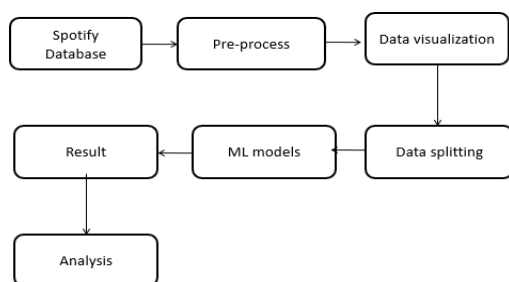 Spotify
Database
Pre-process
Data visualization
Data splitting
ML models
Result
Analysis